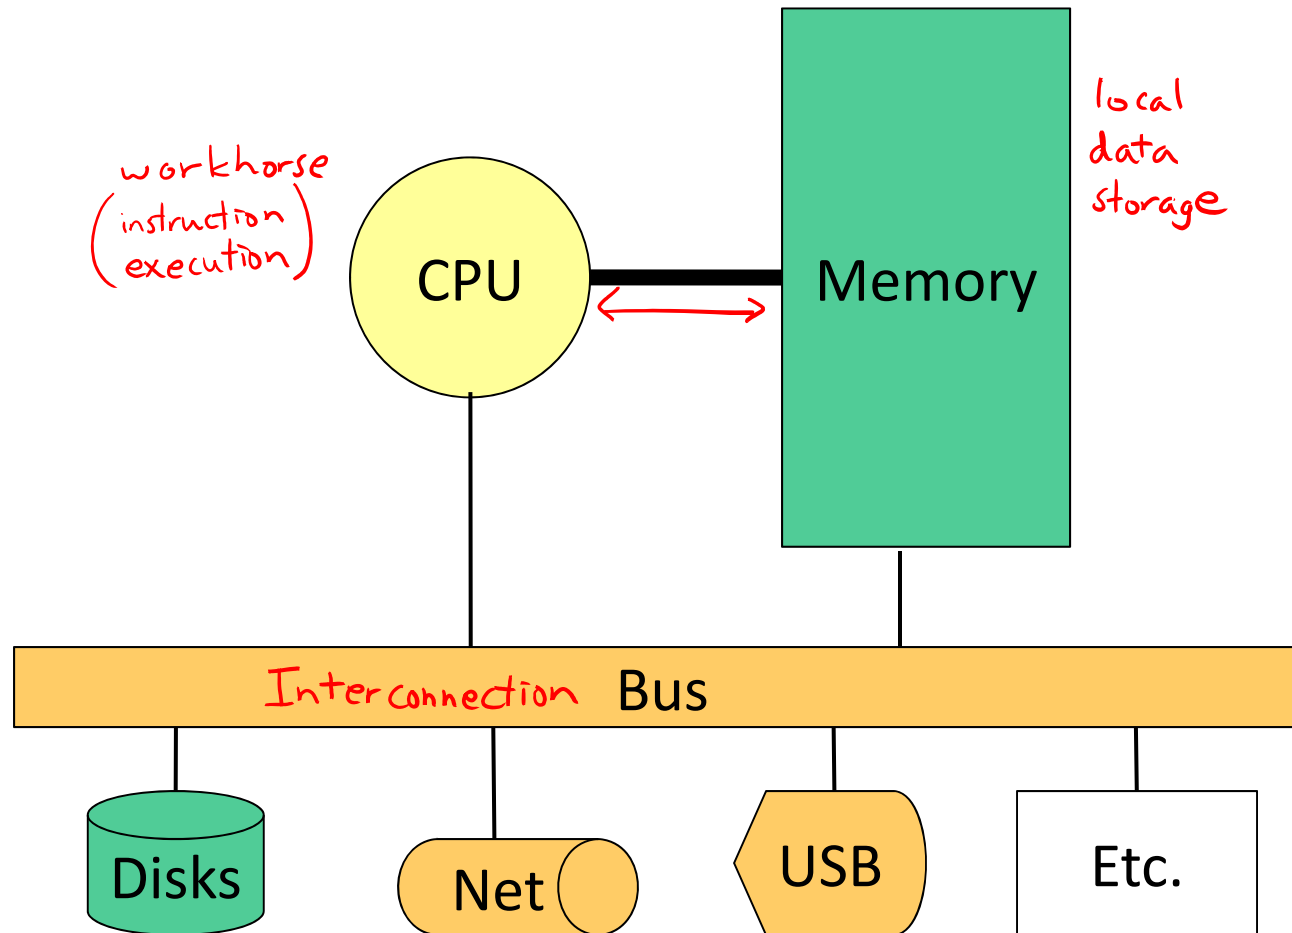 local
data
storage
workhorse
(instruction
execution)
CPU
Memory
Interconnection Bus
Disks
Net
USB
Etc.